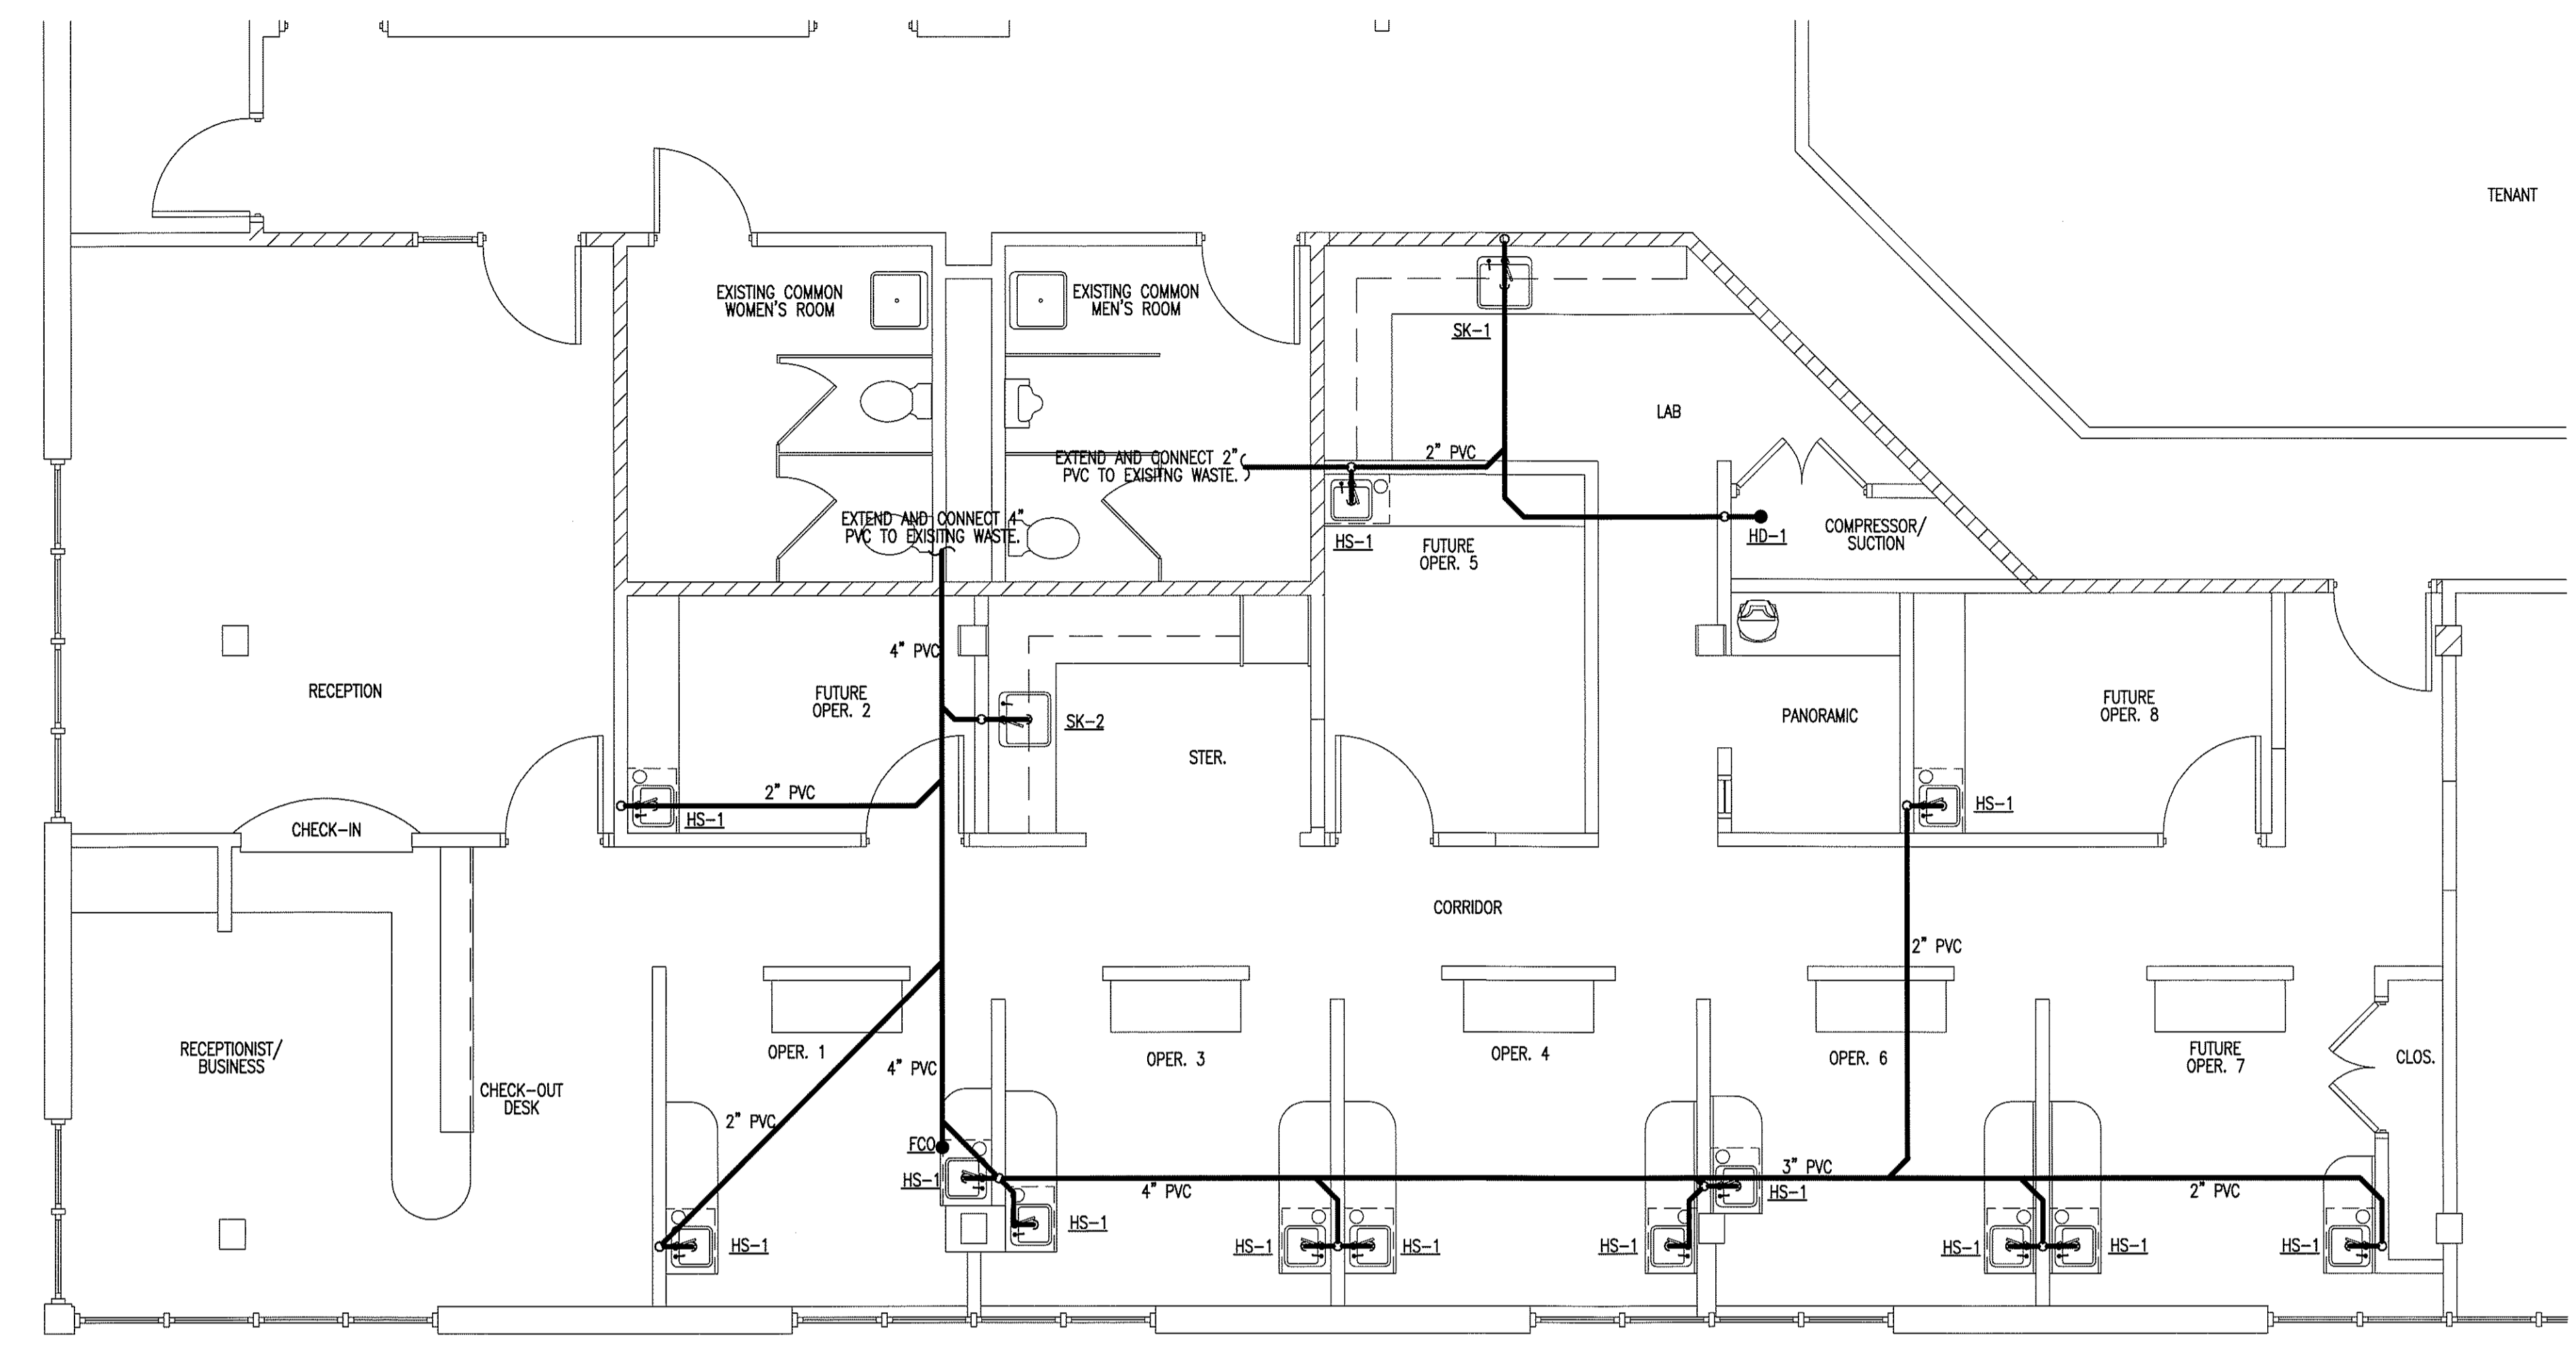 TENANT
EXISTING COMMON
WOMEN'S ROOM
EXISTING COMMON
MEN'S ROOM
SK-1
LAB
EXTEND AND CONNECT 2"
PVC TO EXISITNG WASTE.
2" PVC
EXTEND AND CONNECT 4"
PVC TO EXISITNG WASTE.
HS-1
FUTURE
OPER. 5
HD-1
COMPRESSOR/
SUCTION
4" PVC
RECEPTION
FUTURE
OPER. 2
SK-2
STER.
PANORAMIC
FUTURE
OPER. 8
2" PVC
HS-1
HS-1
CHECK-IN
CORRIDOR
2" PVC
RECEPTIONIST/
BUSINESS
CHECK-OUT
DESK
OPER. 1
4" PVC
OPER. 3
OPER. 4
OPER. 6
FUTURE
OPER. 7
CLOS.
2" PVC
FCO
HS-1
4" PVC
3" PVC
HS-1
2" PVC
HS-1
HS-1
HS-1
HS-1
HS-1
HS-1
HS-1
HS-1